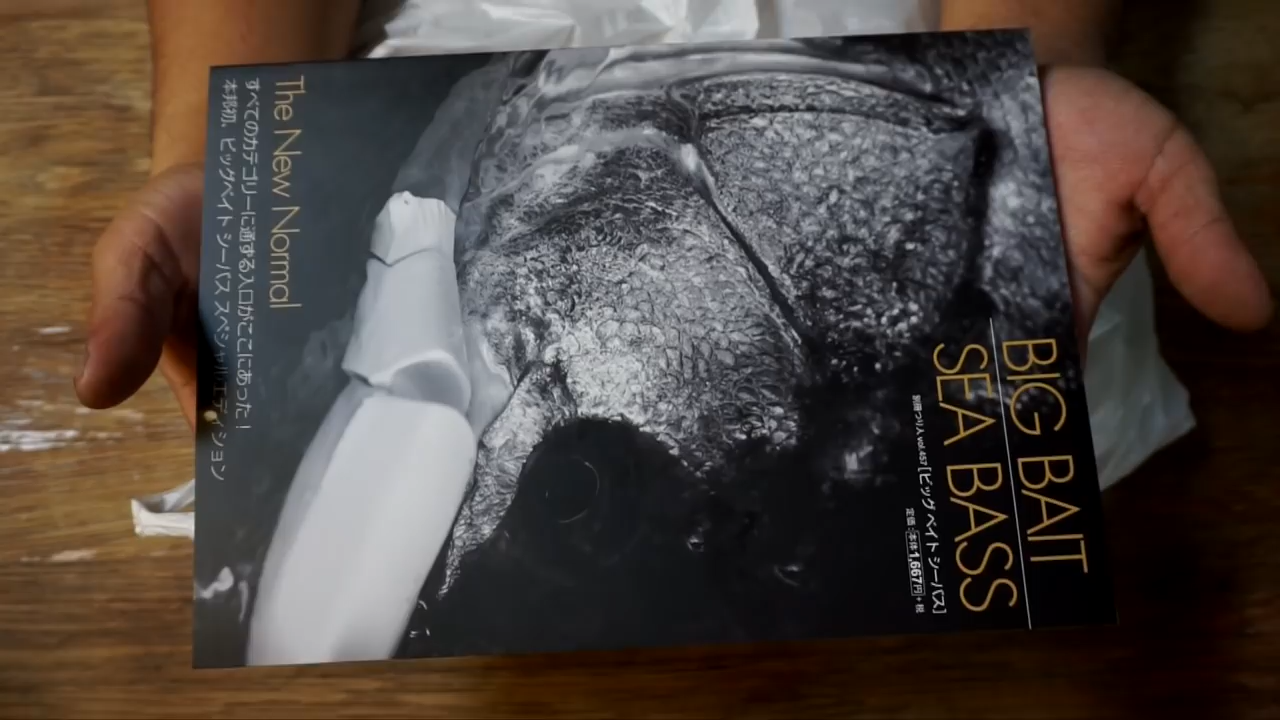 BIG BAIT
SEA BASS
別冊つり人 vol.457 [ビッグ ベイト シーバス]
定価：本体1,667円+税
The New Normal
すべてのカテゴリーに通ずる入口がここにあった！
本邦初、ビッグベイト シーバス スペシャルエディション